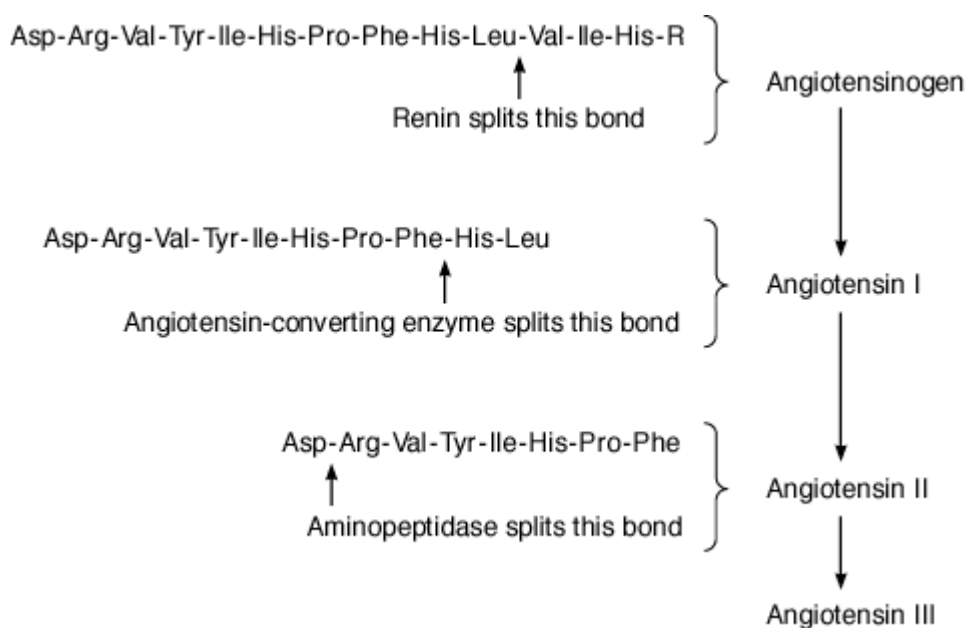 Asp-Arg-Val-Tyr-Ile-His-Pro-Phe-His-Leu-Val-Ile-His-R
Renin splits this bond
Angiotensinogen
Asp-Arg-Val-Tyr-Ile-His-Pro-Phe-His-Leu
Angiotensin-converting enzyme splits this bond
Angiotensin I
Asp-Arg-Val-Tyr-Ile-His-Pro-Phe
Aminopeptidase splits this bond
Angiotensin II
Angiotensin III